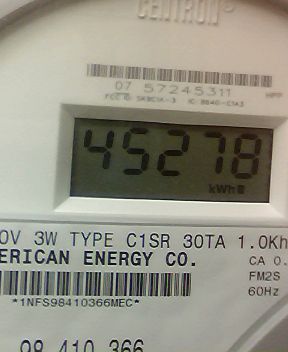 CENTRON®
07 57245311
45278
kWh
0V 3W TYPE C1SR 30TA 1.0Kh
ERICAN ENERGY CO.
CA 0.
FM2S
*1NFS98410366MEC*
60Hz
98 410 366